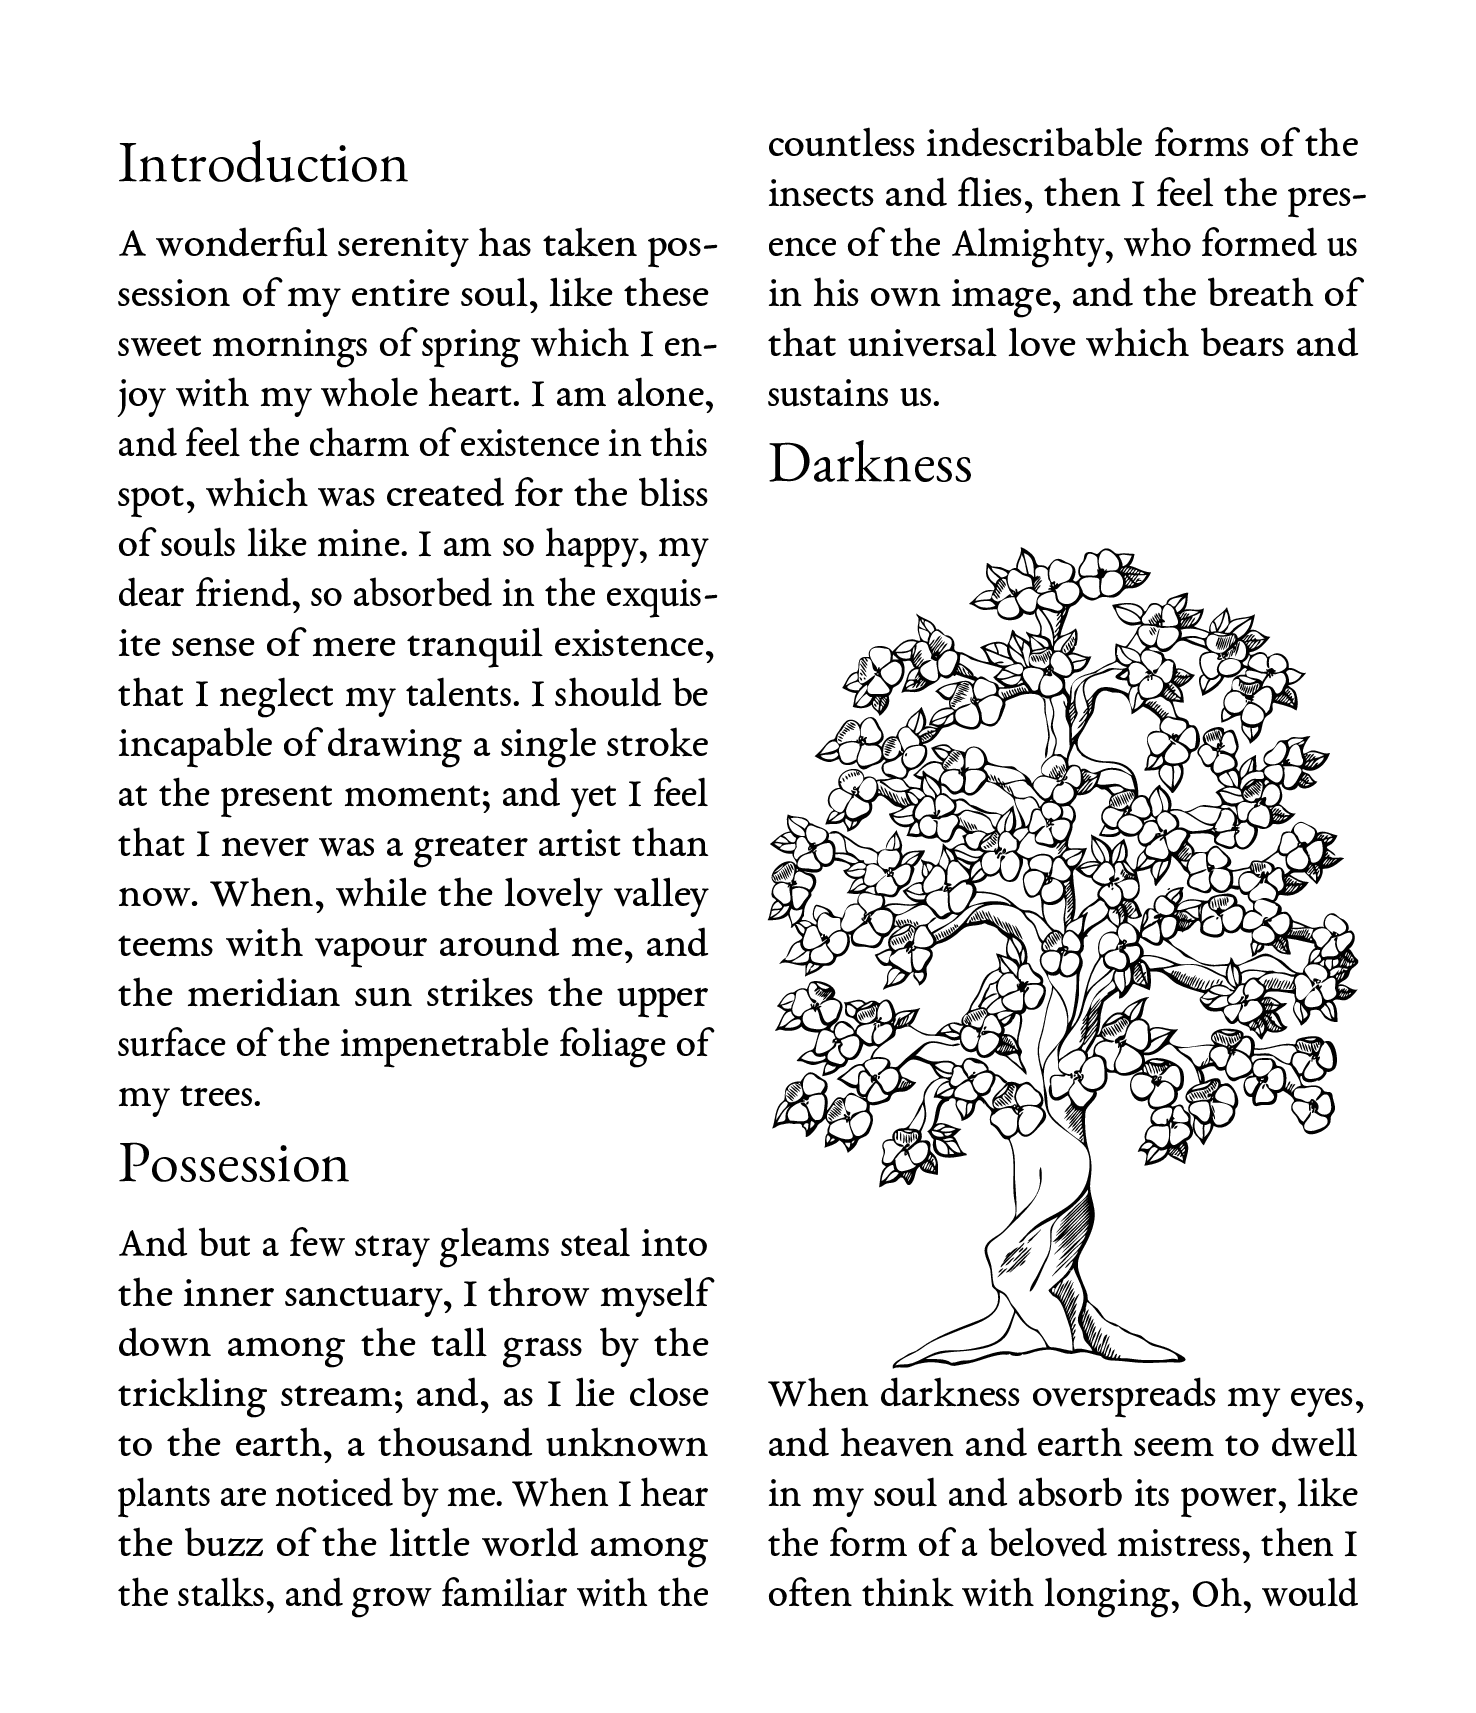 Introduction
A wonderful serenity has taken pos-
session of my entire soul, like these
sweet mornings of spring which I en-
joy with my whole heart. I am alone,
and feel the charm of existence in this
spot, which was created for the bliss
of souls like mine. I am so happy, my
dear friend, so absorbed in the exquis-
ite sense of mere tranquil existence,
that I neglect my talents. I should be
incapable of drawing a single stroke
at the present moment; and yet I feel
that I never was a greater artist than
now. When, while the lovely valley
teems with vapour around me, and
the meridian sun strikes the upper
surface of the impenetrable foliage of
my trees.
Possession
And but a few stray gleams steal into
the inner sanctuary, I throw myself
down among the tall grass by the
trickling stream; and, as I lie close
to the earth, a thousand unknown
plants are noticed by me. When I hear
the buzz of the little world among
the stalks, and grow familiar with the
countless indescribable forms of the
insects and flies, then I feel the pres-
ence of the Almighty, who formed us
in his own image, and the breath of
that universal love which bears and
sustains us.
Darkness
When darkness overspreads my eyes,
and heaven and earth seem to dwell
in my soul and absorb its power, like
the form of a beloved mistress, then I
often think with longing, Oh, would